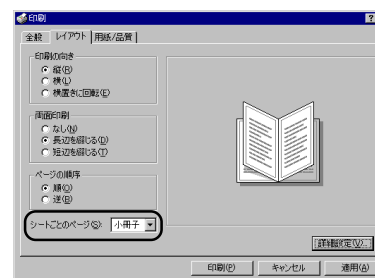 印刷
?
全般 レイアウト 用紙/品質
印刷の向き
縦(R)
横(L)
横置きに回転(E)
両面印刷
なし(N)
長辺を綴じる(D)
短辺を綴じる(T)
ページの順序
順(O)
逆(B)
シートごとのページ(S): 小冊子
詳細設定(V)...
印刷(P) キャンセル 適用(A)